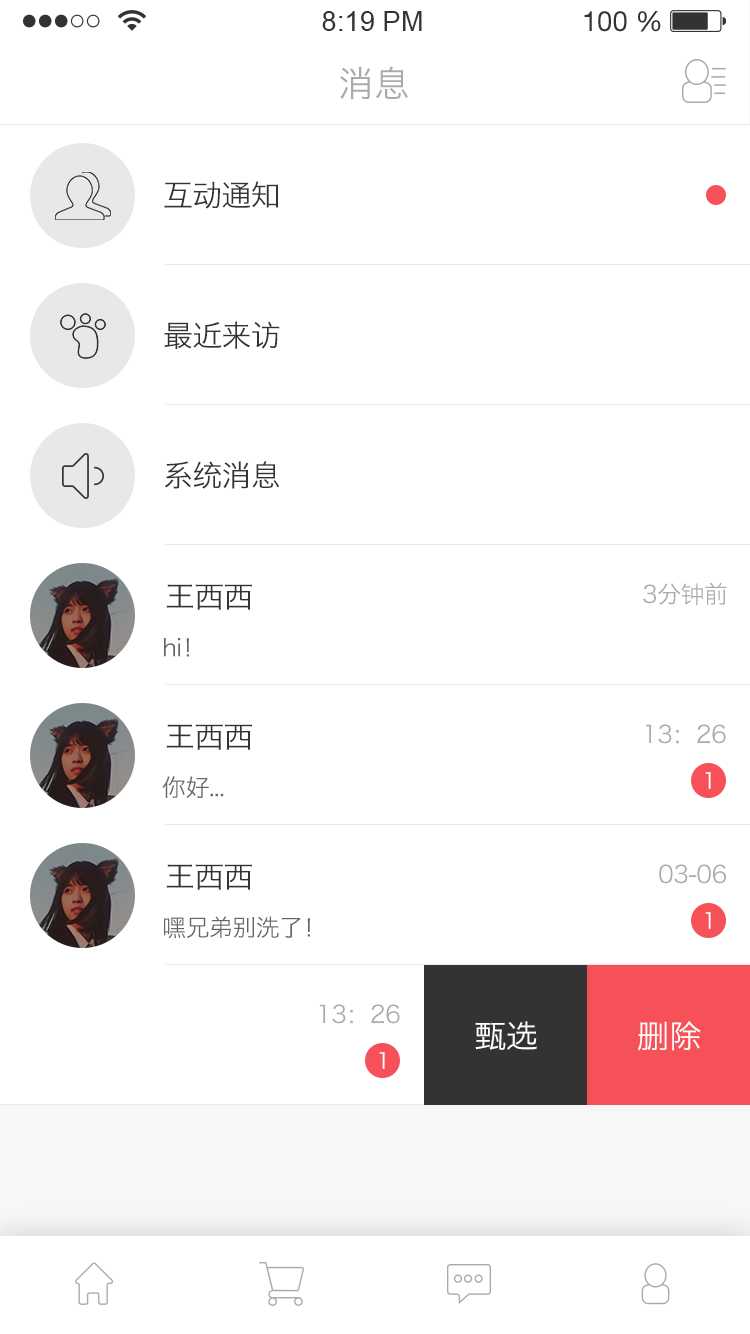 8:19 PM
100 %
消息
互动通知
最近来访
系统消息
王西西
3分钟前
hi!
王西西
13：26
你好...
1
王西西
03-06
嘿兄弟别洗了!
1
13：26
1
甄选
删除